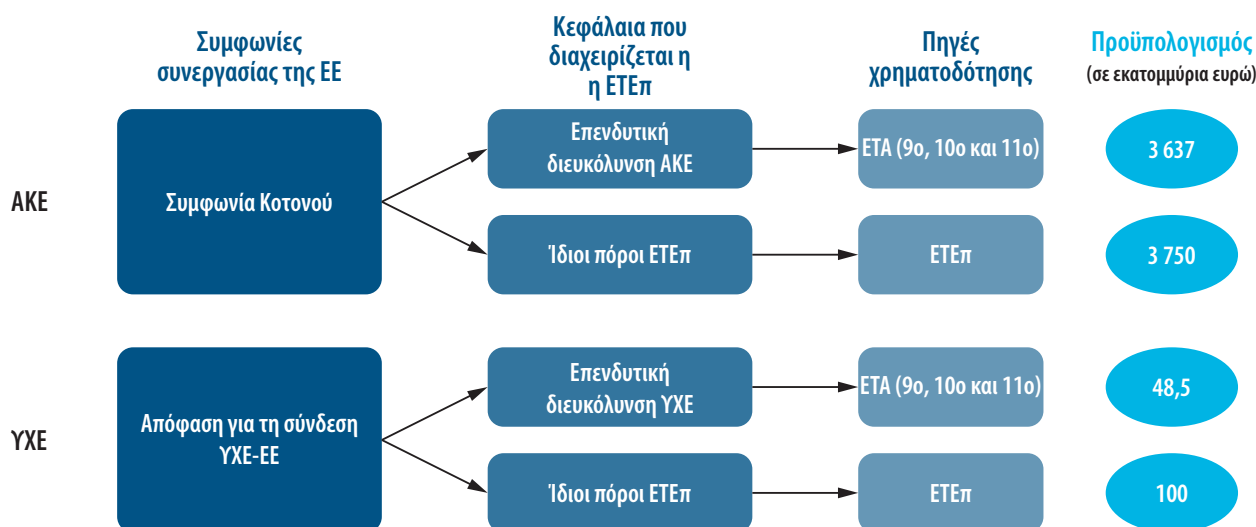 Συμφωνίες
συνεργασίας της ΕΕ
Κεφάλαια που
διαχειρίζεται η
η ΕΤΕπ
Πηγές
χρηματοδότησης
Προϋπολογισμός
(σε εκατομμύρια ευρώ)
ΑΚΕ
Συμφωνία Κοτονού
Επενδυτική
διευκόλυνση ΑΚΕ
ΕΤΑ (9ο, 10ο και 11ο)
3 637
Ίδιοι πόροι ΕΤΕπ
ΕΤΕπ
3 750
ΥΧΕ
Απόφαση για τη σύνδεση
ΥΧΕ-ΕΕ
Επενδυτική
διευκόλυνση ΥΧΕ
ΕΤΑ (9ο, 10ο και 11ο)
48,5
Ίδιοι πόροι ΕΤΕπ
ΕΤΕπ
100